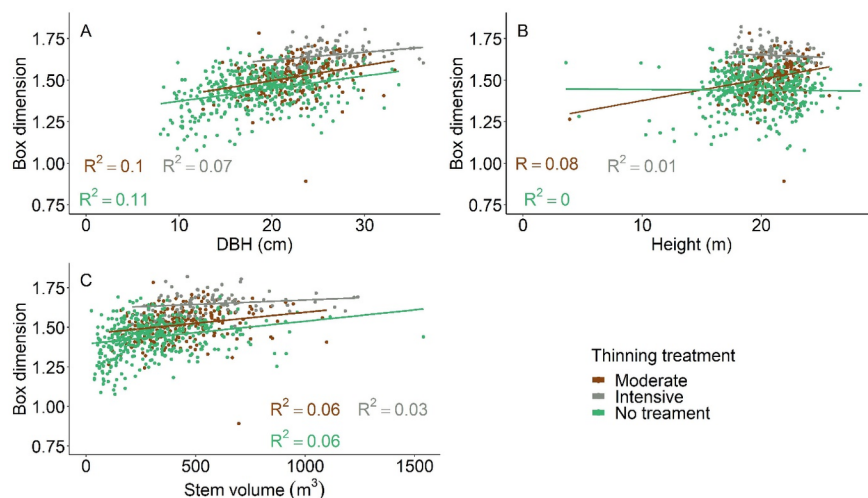 A
1.75
1.50
1.25
1.00
0.75
Box dimension
R² = 0.1
R² = 0.07
R² = 0.11
0
10
20
30
DBH (cm)
B
1.75
1.50
1.25
1.00
0.75
Box dimension
R = 0.08
R² = 0.01
R² = 0
0
10
20
Height (m)
C
1.75
1.50
1.25
1.00
0.75
Box dimension
R² = 0.06
R² = 0.03
R² = 0.06
0
500
1000
1500
Stem volume (m³)
Thinning treatment
Moderate
Intensive
No treament